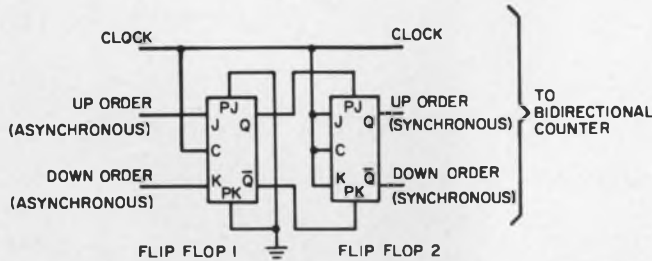 CLOCK
CLOCK
UP ORDER
(ASYNCHRONOUS)
DOWN ORDER
(ASYNCHRONOUS)
PJ
J
Q
C
K
Q̅
PK
PJ
J
Q
C
K
Q̅
PK
UP ORDER
(SYNCHRONOUS)
DOWN ORDER
(SYNCHRONOUS)
TO
BIDIRECTIONAL
COUNTER
FLIP FLOP 1
FLIP FLOP 2